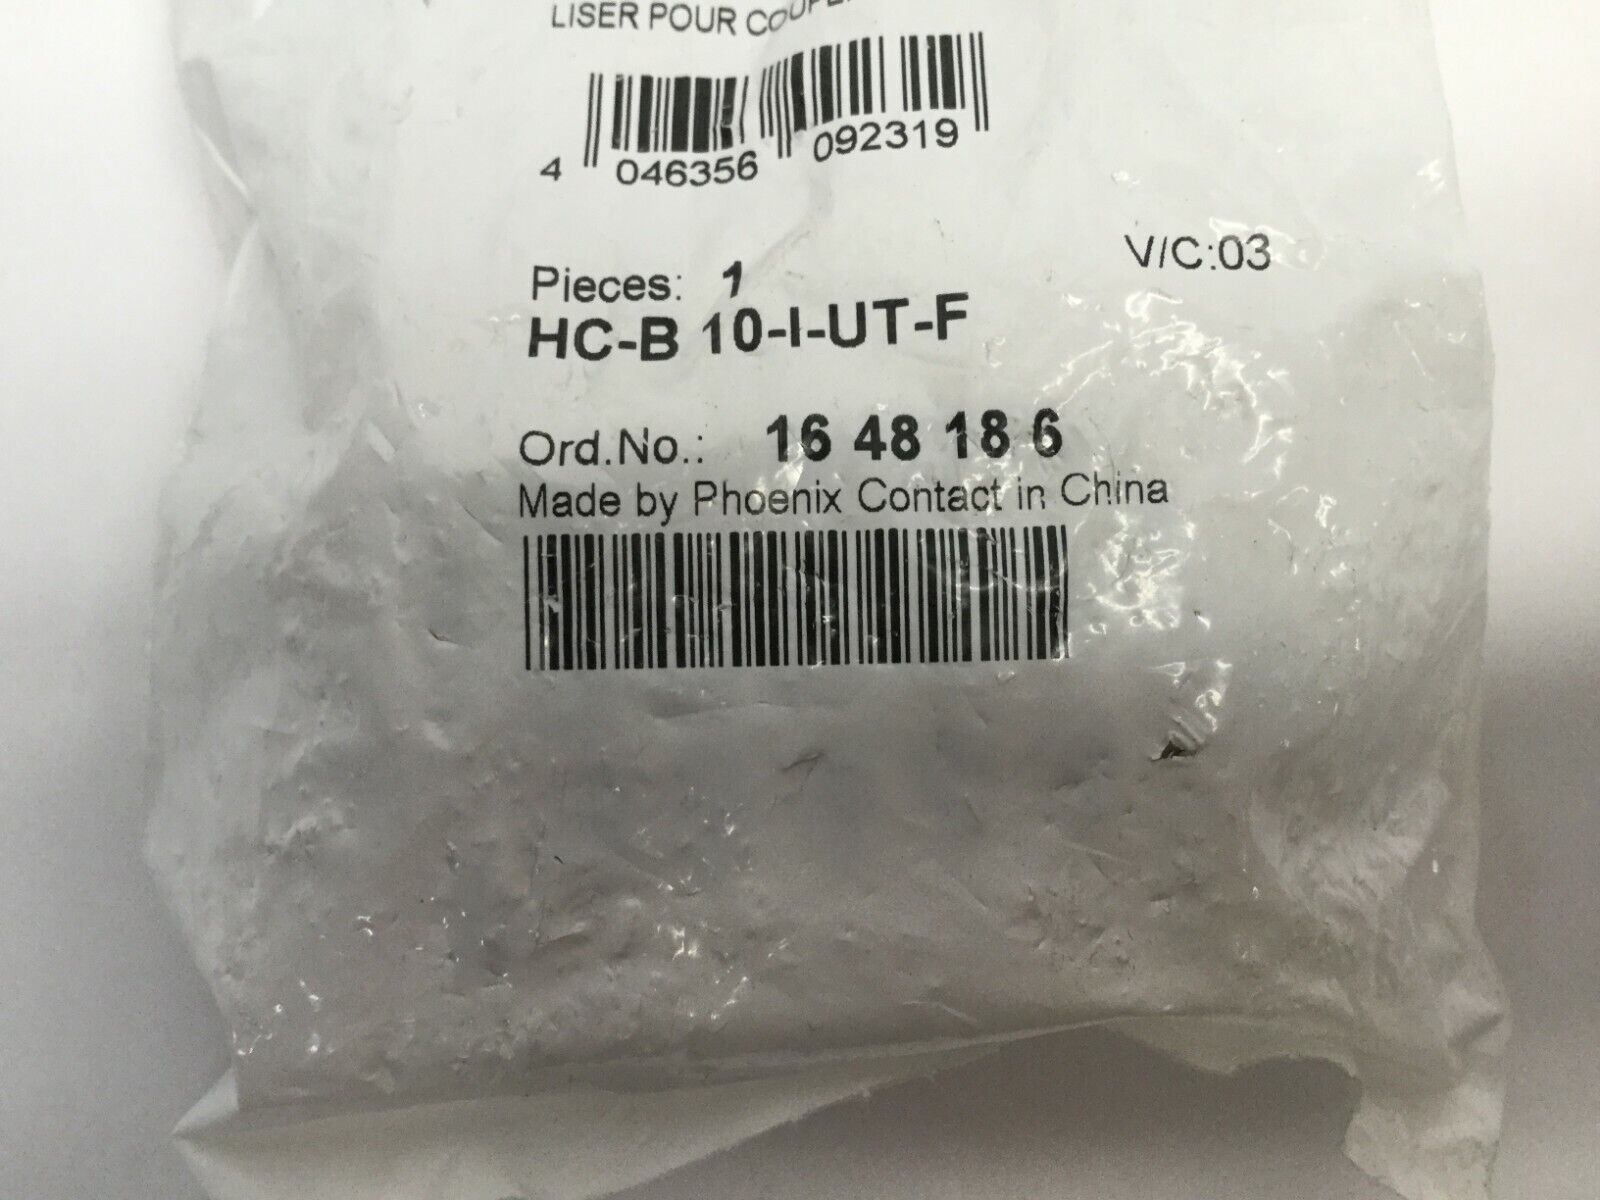 LISER POUR COUPE
4 046356 092319
V/C:03
Pieces: 1
HC-B 10-I-UT-F
Ord.No.: 16 48 18 6
Made by Phoenix Contact in China